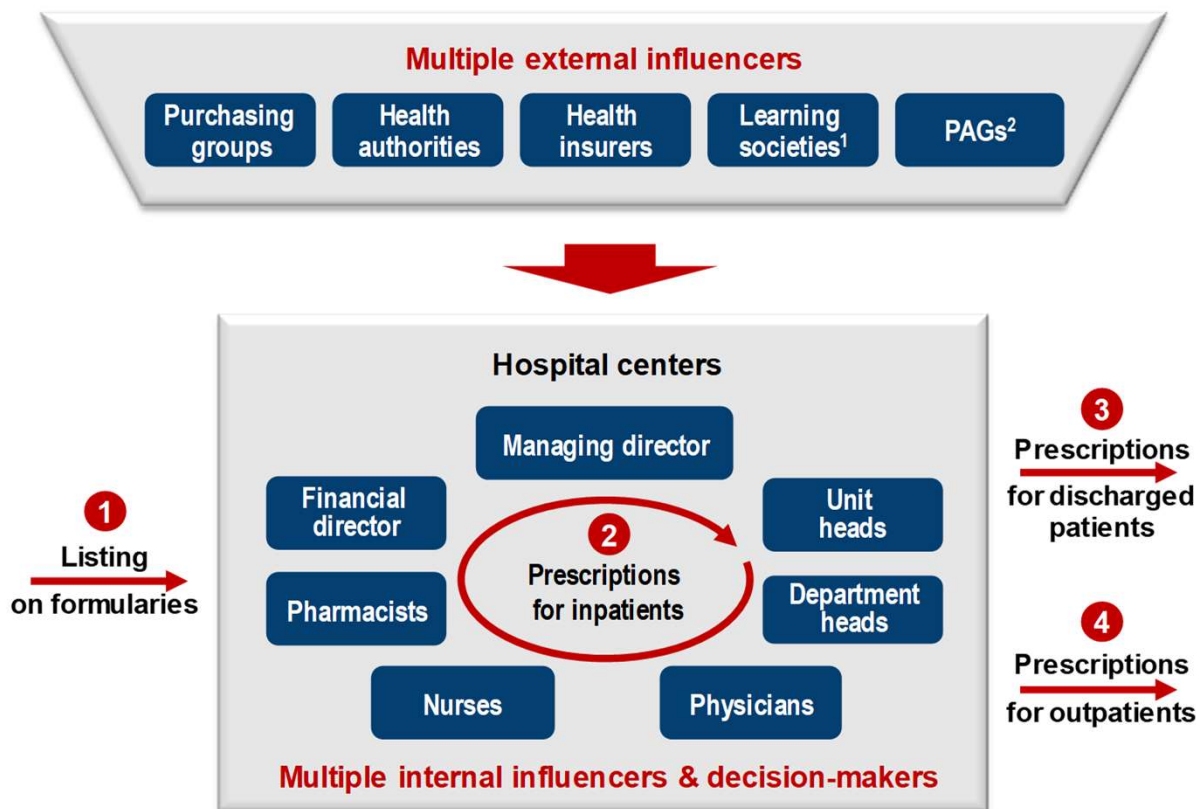 Multiple external influencers
Purchasing
groups
Health
authorities
Health
insurers
Learning
societies¹
PAGs²
Hospital centers
Managing director
Financial
director
Unit
heads
1
Listing
on formularies
2
Prescriptions
for inpatients
Pharmacists
Department
heads
Nurses
Physicians
Multiple internal influencers & decision-makers
3
Prescriptions
for discharged
patients
4
Prescriptions
for outpatients